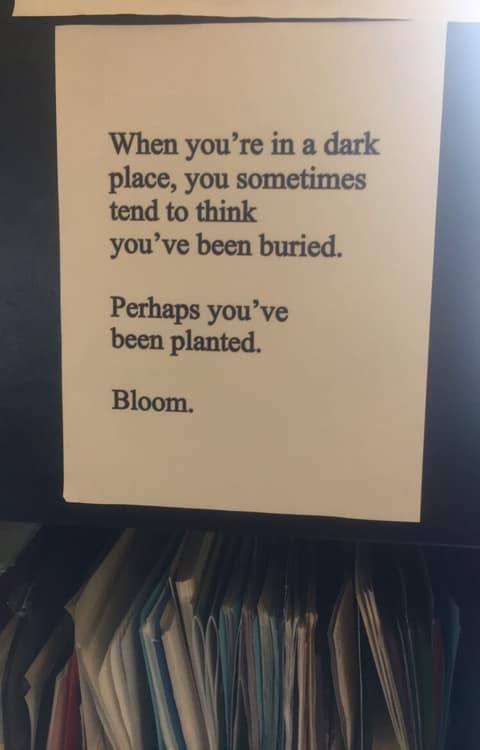 When you’re in a dark
place, you sometimes
tend to think
you’ve been buried.
Perhaps you’ve
been planted.
Bloom.